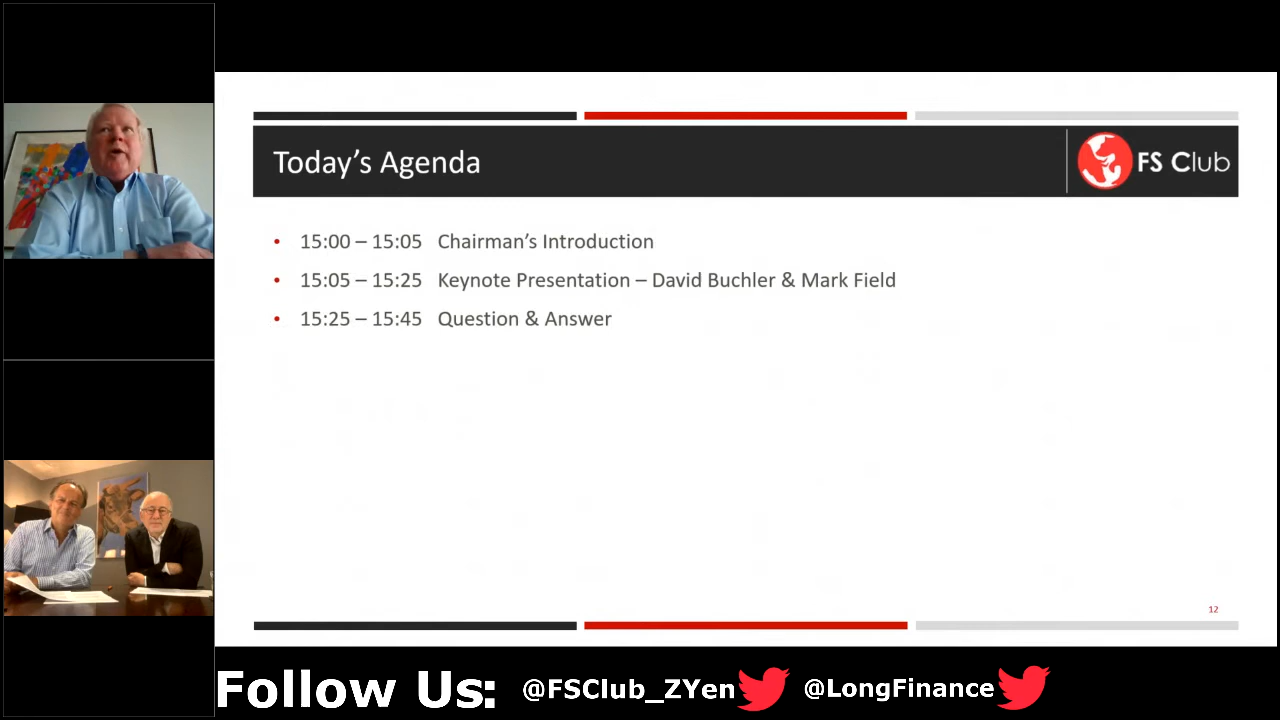 Today’s Agenda
FS Club
• 15:00 – 15:05 Chairman’s Introduction
• 15:05 – 15:25 Keynote Presentation – David Buchler & Mark Field
• 15:25 – 15:45 Question & Answer
12
Follow Us: @FSClub_ZYen @LongFinance